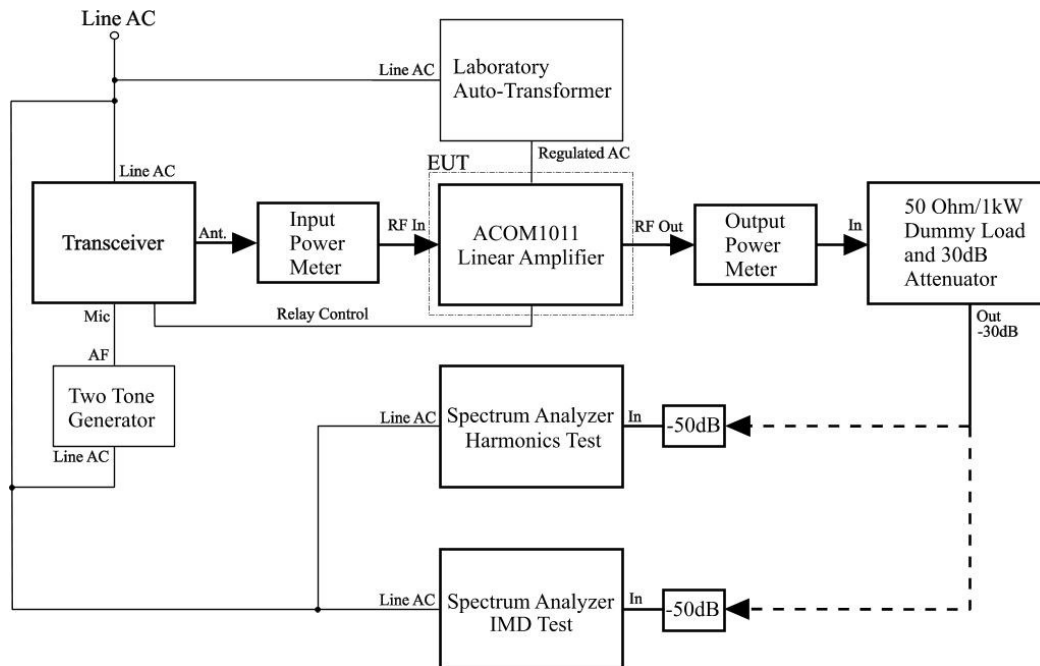 Line AC
Line AC
Laboratory
Auto-Transformer
Line AC
Regulated AC
EUT
Transceiver
Ant.
Input
Power
Meter
RF In
ACOM1011
Linear Amplifier
RF Out
Output
Power
Meter
In
50 Ohm/1kW
Dummy Load
and 30dB
Attenuator
Mic
Relay Control
Out
-30dB
AF
Two Tone
Generator
Line AC
Line AC
Spectrum Analyzer
Harmonics Test
In
-50dB
Line AC
Spectrum Analyzer
IMD Test
In
-50dB